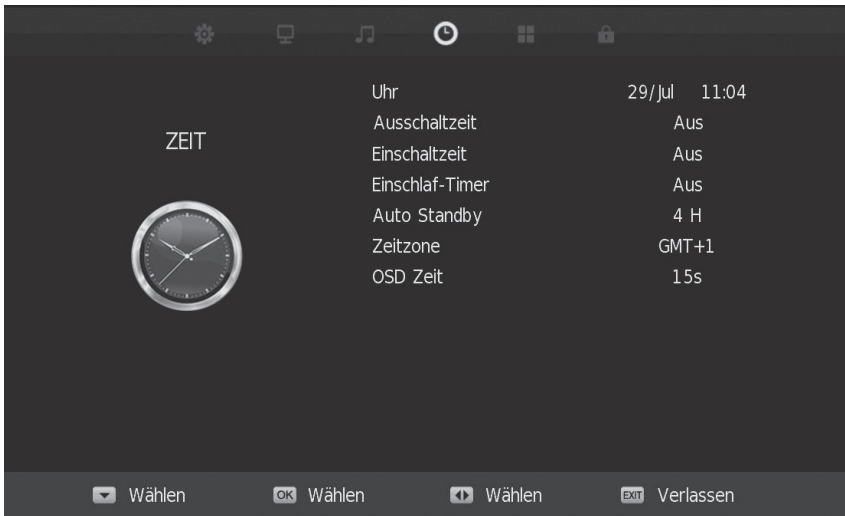 ZEIT
Uhr 29/Jul 11:04
Ausschaltzeit Aus
Einschaltzeit Aus
Einschlaf-Timer Aus
Auto Standby 4 H
Zeitzone GMT+1
OSD Zeit 15s
Wählen OK Wählen Wählen EXIT Verlassen